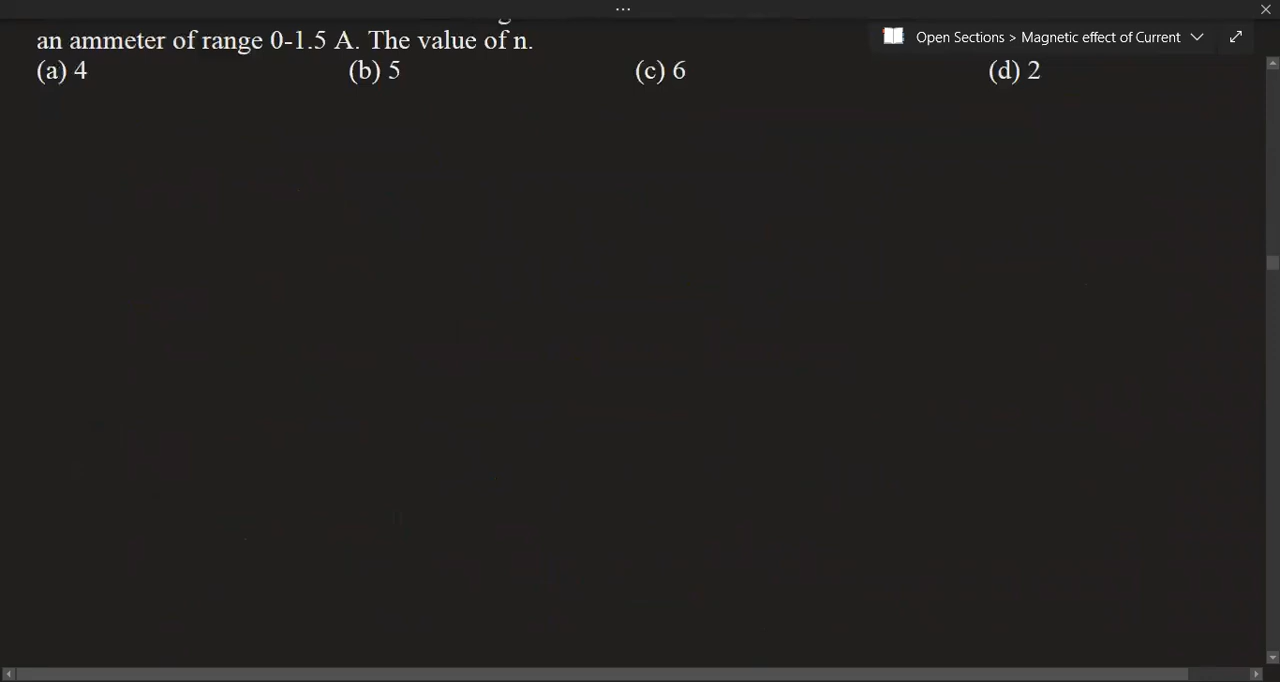 ...
an ammeter of range 0-1.5 A. The value of n.
Open Sections > Magnetic effect of Current
(a) 4 (b) 5 (c) 6 (d) 2